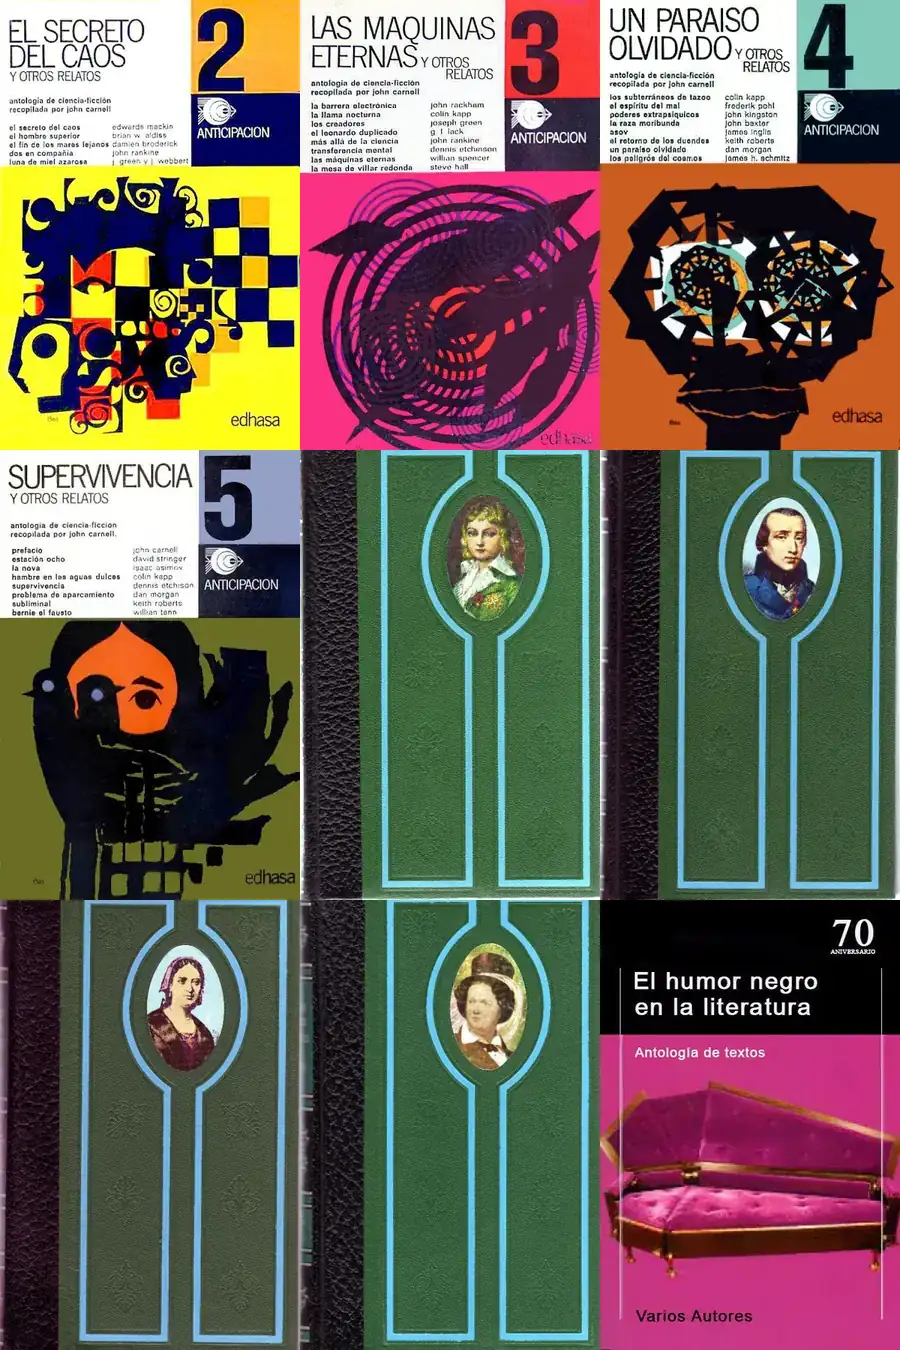 EL SECRETO
DEL CAOS
Y OTROS RELATOS
2
antología de ciencia-ficción
recopilada por john carnell
ANTICIPACION
el secreto del caos edwards mackin
el hombre superior brian w. aldiss
el fin de los mares lejanos damien broderick
dos en compañía john rankine
luna de miel azarosa j. green y j. webbert
edhasa
LAS MAQUINAS
ETERNAS Y OTROS
RELATOS
3
antología de ciencia-ficción
recopilada por john carnell
ANTICIPACION
la barrera electrónica john rackham
la llama nocturna colin kapp
los creadores joseph green
el leonardo duplicado g. l. lack
más allá de la ciencia john rankine
transferencia mental dennis etchinson
las máquinas eternas willian spencer
la mesa de villar redonda steve hall
edhasa
UN PARAISO
OLVIDADO Y OTROS
RELATOS
4
antología de ciencia-ficción
recopilada por john carnell
ANTICIPACION
los subterráneos de tazoo colin kapp
el espíritu del mal frederik pohl
poderes extrapsíquicos john kingston
la raza moribunda john baxter
asov james inglis
el retorno de los duendes keith roberts
un paraíso olvidado dan morgan
los peligros del cosmos james h. schmitz
edhasa
SUPERVIVENCIA
Y OTROS RELATOS
5
antología de ciencia-ficcion
recopilada por john carnell.
ANTICIPACION
prefacio john carnell
estación ocho david stringer
la nova isaac asimov
hambre en las aguas dulces colin kapp
supervivencia dennis etchison
problema de aparcamiento dan morgan
subliminal keith roberts
bernie el fausto willian tenn
edhasa
70
ANIVERSARIO
El humor negro
en la literatura
Antología de textos
Varios Autores